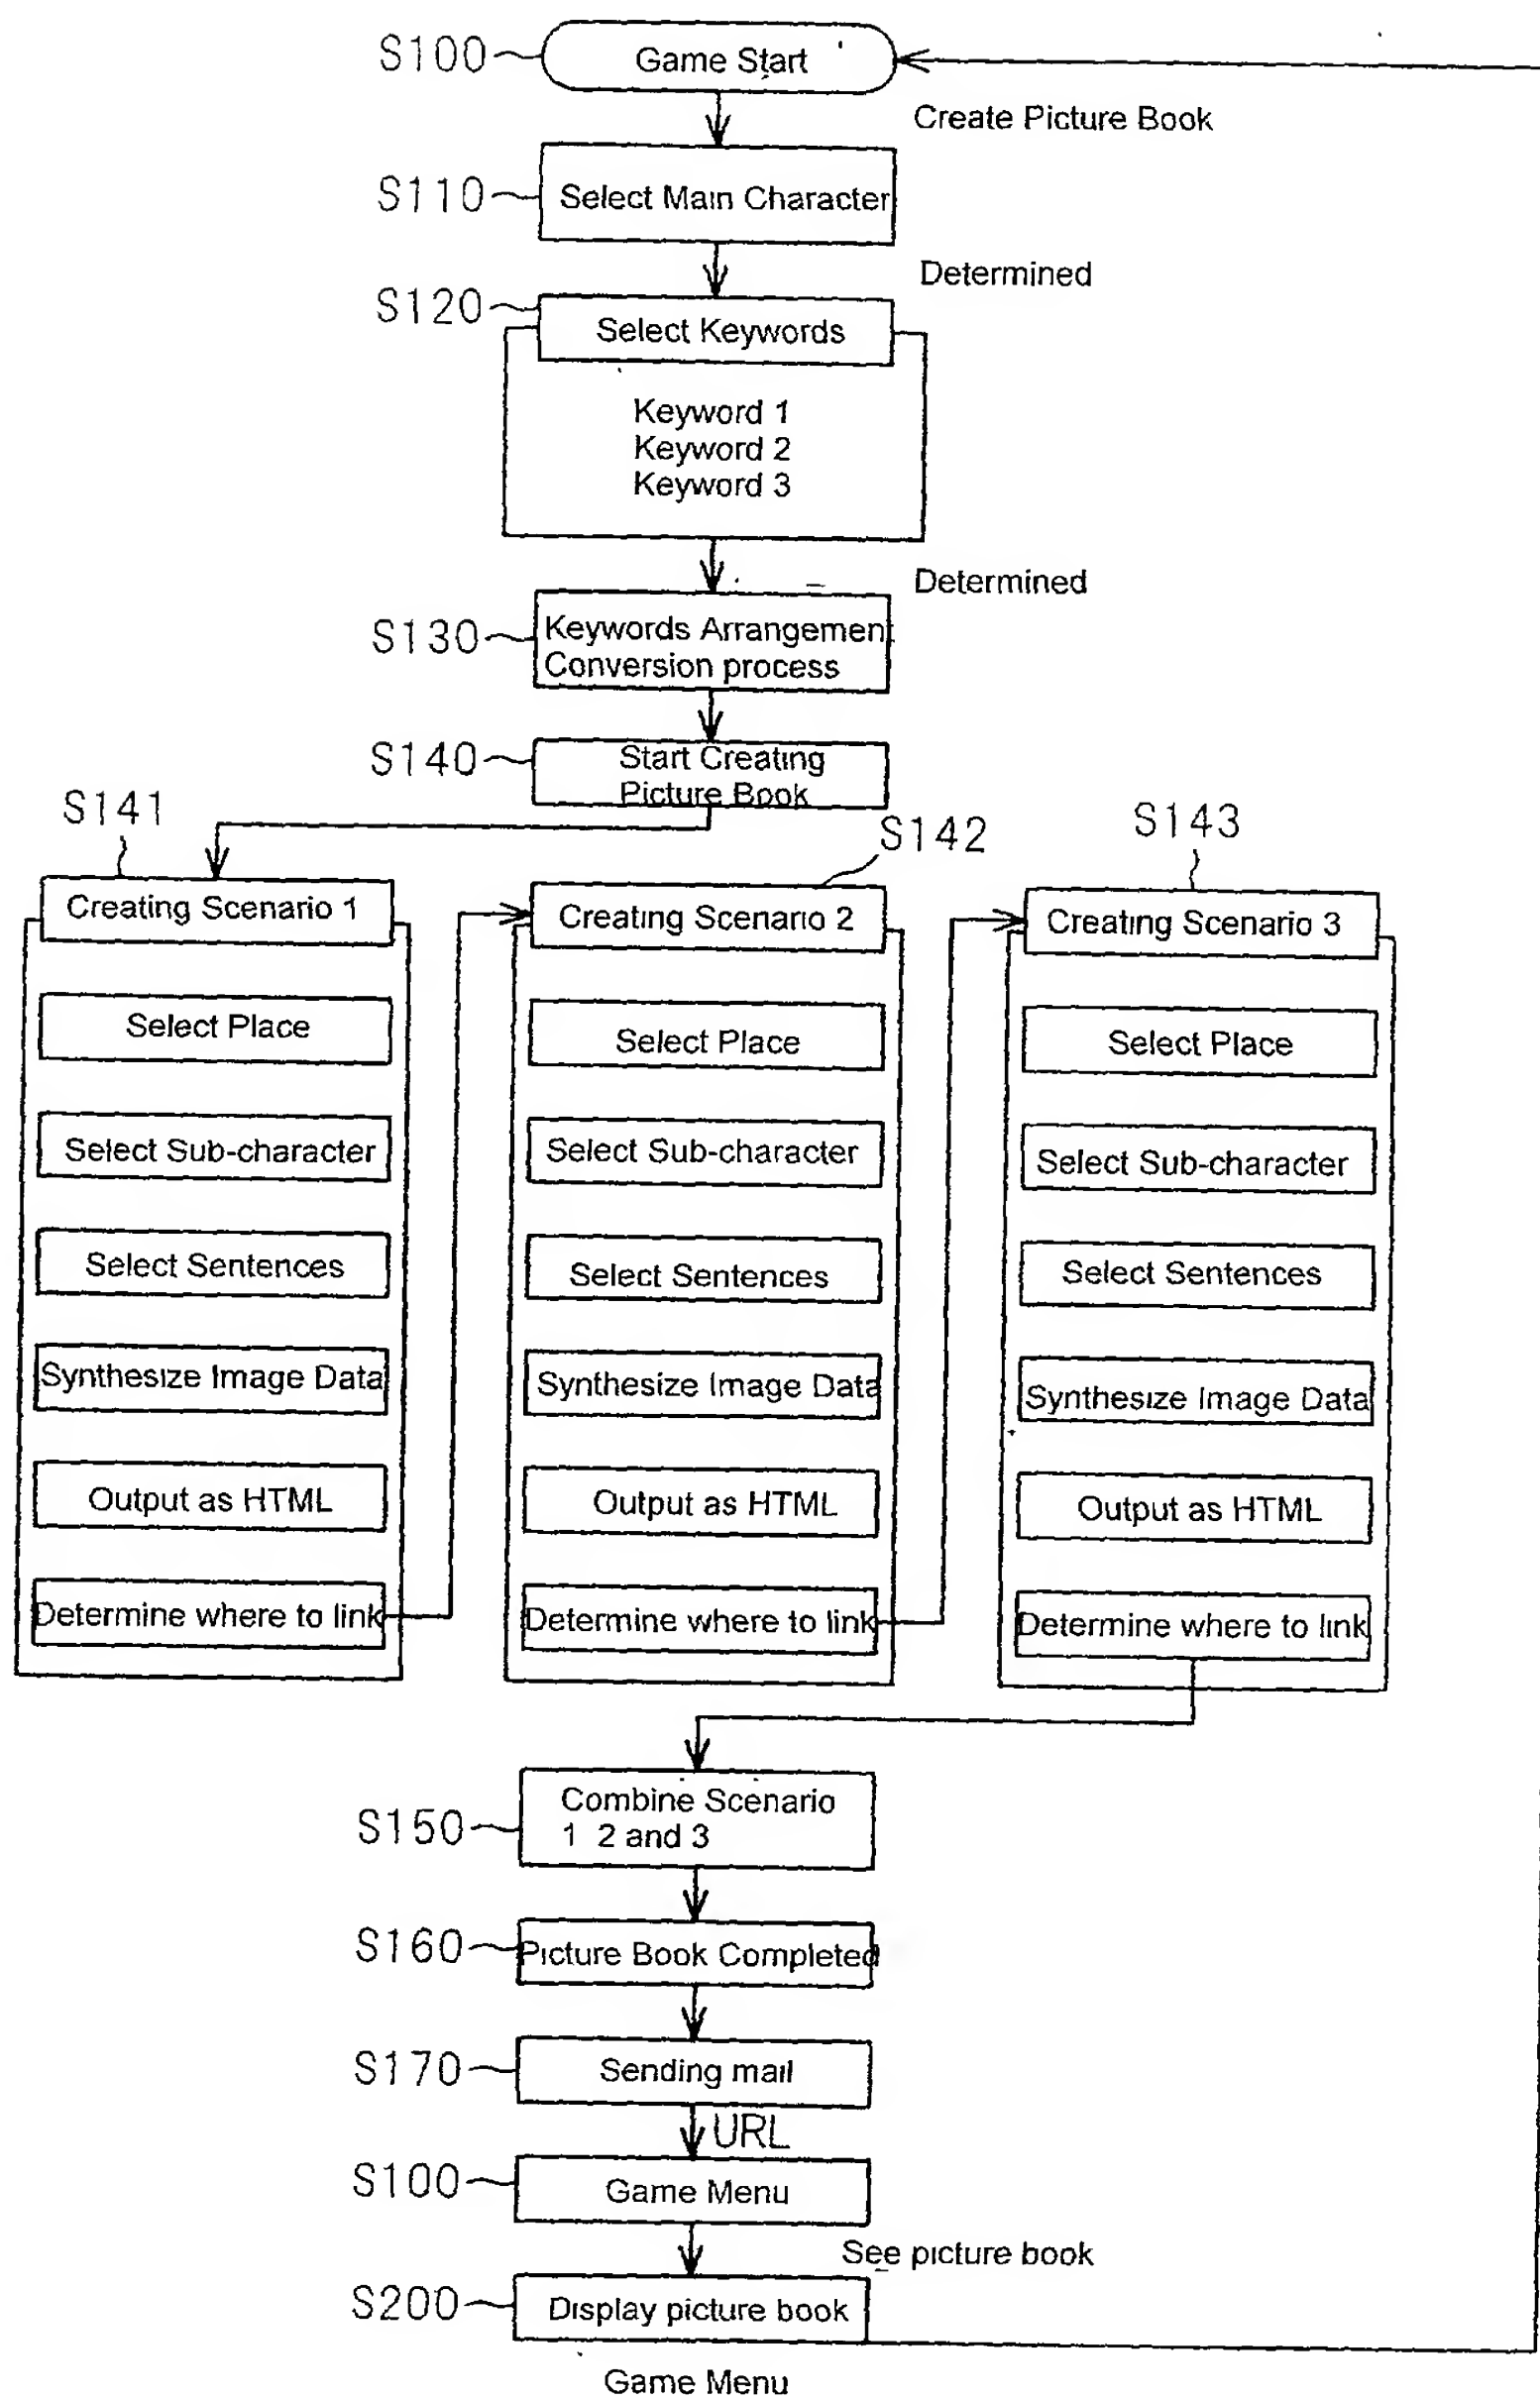 S100
Game Start
Create Picture Book
S110
Select Main Character
Determined
S120
Select Keywords
Keyword 1
Keyword 2
Keyword 3
Determined
S130
Keywords Arrangement
Conversion process
S140
Start Creating
Picture Book
S141
Creating Scenario 1
Select Place
Select Sub-character
Select Sentences
Synthesize Image Data
Output as HTML
Determine where to link
S142
Creating Scenario 2
Select Place
Select Sub-character
Select Sentences
Synthesize Image Data
Output as HTML
Determine where to link
S143
Creating Scenario 3
Select Place
Select Sub-character
Select Sentences
Synthesize Image Data
Output as HTML
Determine where to link
S150
Combine Scenario
1 2 and 3
S160
Picture Book Completed
S170
Sending mail
URL
S100
Game Menu
See picture book
S200
Display picture book
Game Menu